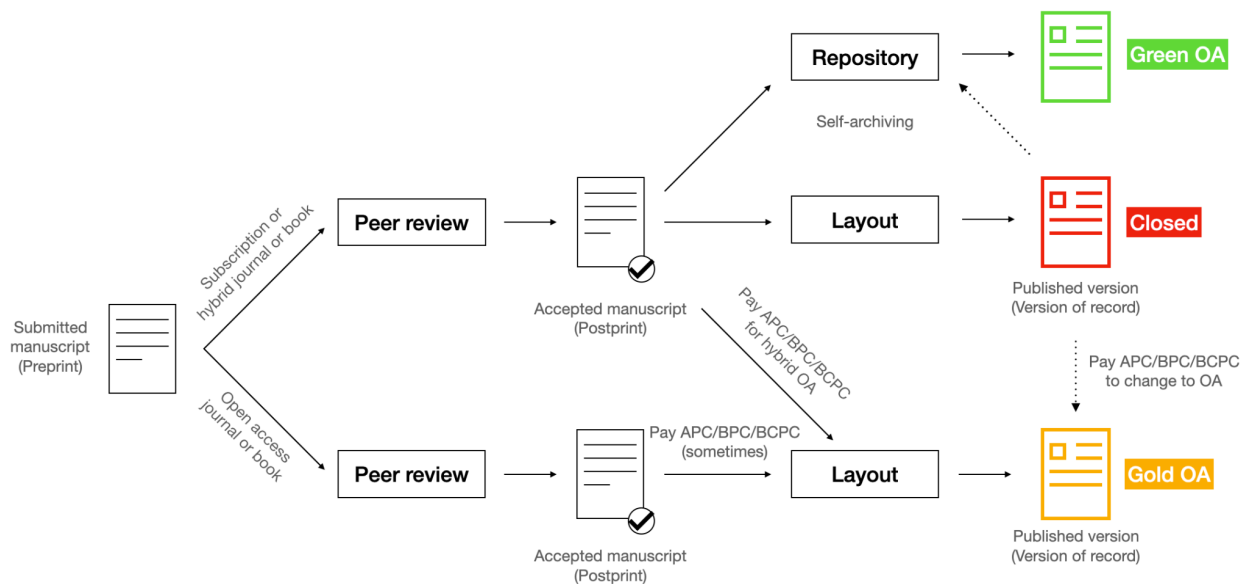 Repository
Green OA
Self-archiving
Subscription or
hybrid journal or book
Peer review
Layout
Closed
Accepted manuscript
(Postprint)
Published version
(Version of record)
Submitted
manuscript
(Preprint)
Pay APC/BPC/BCPC
for hybrid OA
Pay APC/BPC/BCPC
to change to OA
Open access
journal or book
Peer review
Pay APC/BPC/BCPC
(sometimes)
Layout
Gold OA
Accepted manuscript
(Postprint)
Published version
(Version of record)